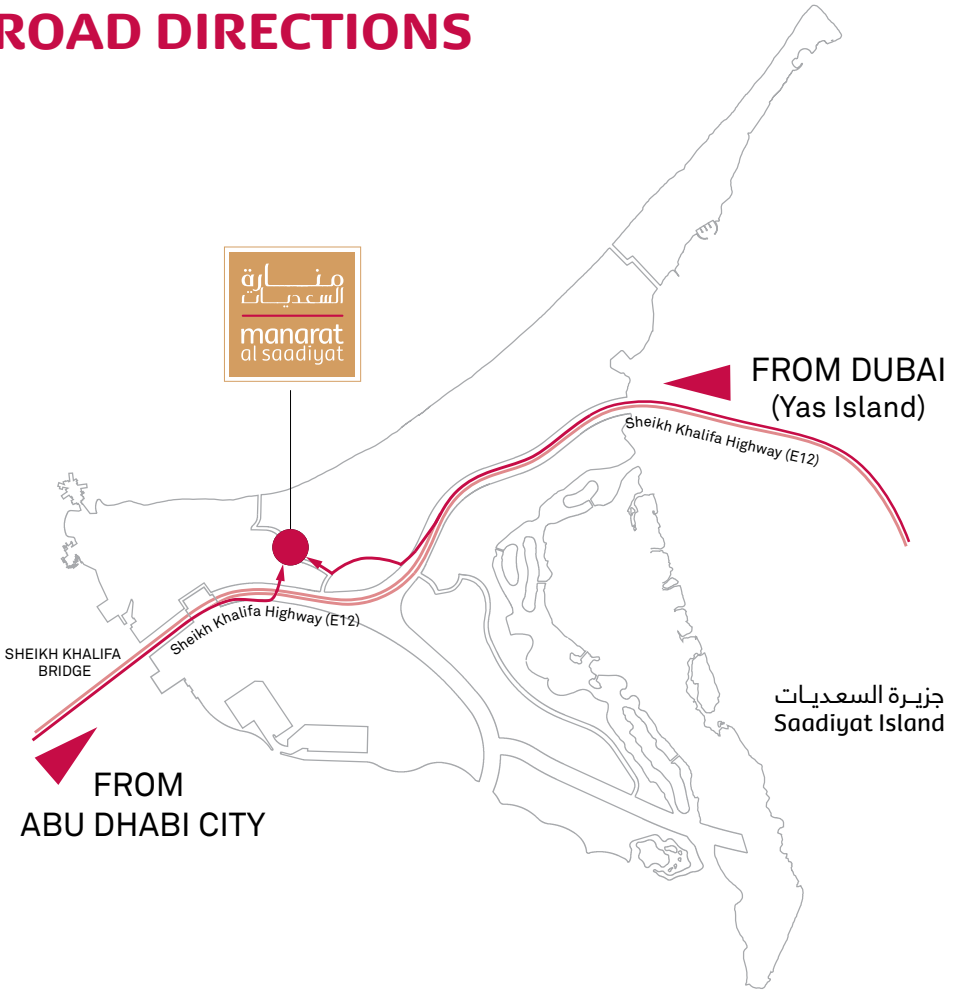 ROAD DIRECTIONS
منارة
السعديات
manarat
al saadiyat
FROM DUBAI
(Yas Island)
Sheikh Khalifa Highway (E12)
Sheikh Khalifa Highway (E12)
SHEIKH KHALIFA
BRIDGE
جزيرة السعديات
Saadiyat Island
FROM
ABU DHABI CITY